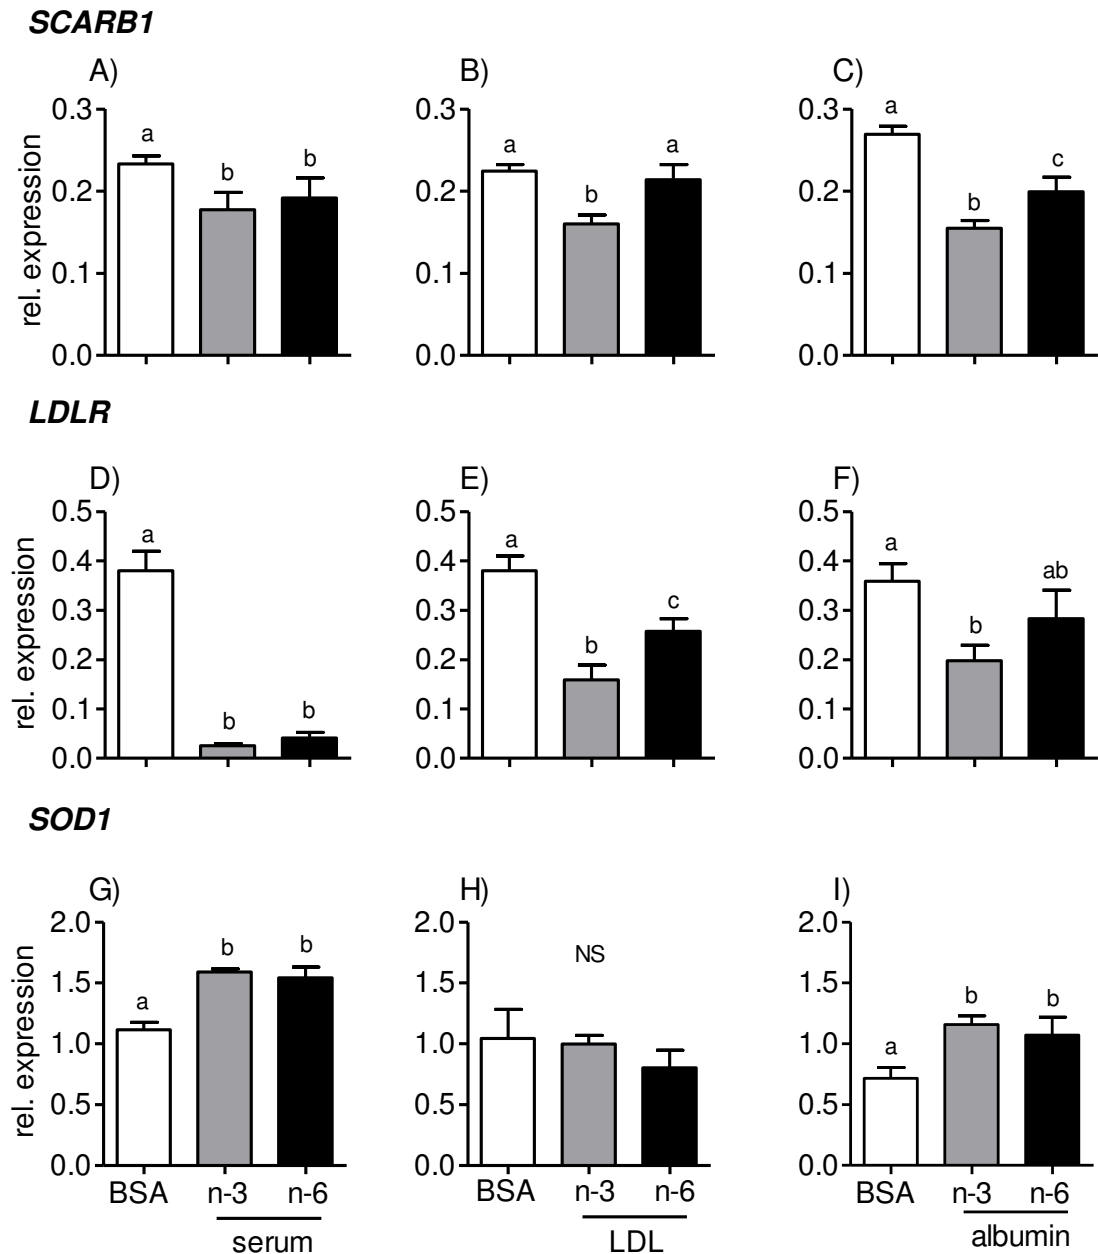 SCARB1
A) B) C)
0.3 0.3 0.3
a a a
b b b a b c
0.2 0.2 0.2
0.1 0.1 0.1
0.0 0.0 0.0
rel. expression
LDLR
D) E) F)
0.5 0.5 0.5
a a a
0.4 0.4 0.4
b c b ab
0.3 0.3 0.3
0.2 0.2 0.2
b b
0.1 0.1 0.1
0.0 0.0 0.0
rel. expression
SOD1
G) H) I)
2.0 2.0 2.0
a b b NS a b b
1.5 1.5 1.5
1.0 1.0 1.0
0.5 0.5 0.5
0.0 0.0 0.0
rel. expression
BSA n-3 n-6 BSA n-3 n-6 BSA n-3 n-6
serum LDL albumin